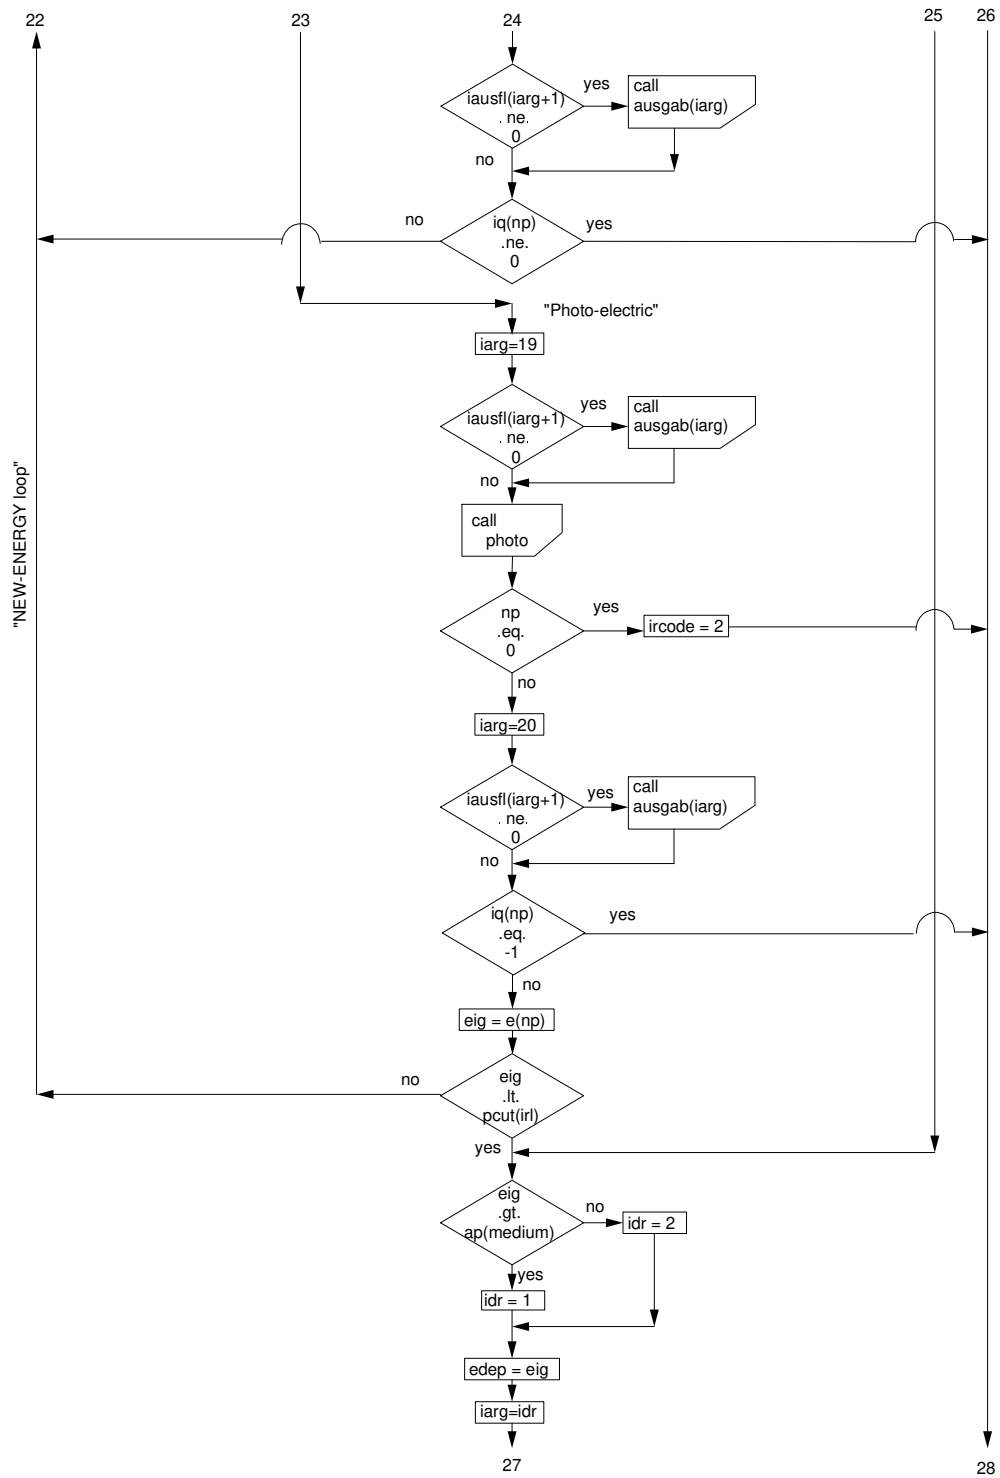 22
23
24
25
26
iausfl(iarg+1)
. ne.
0
yes
call
ausgab(iarg)
no
iq(np)
.ne.
0
no
yes
"Photo-electric"
iarg=19
iausfl(iarg+1)
. ne.
0
yes
call
ausgab(iarg)
no
"NEW-ENERGY loop"
call
photo
np
.eq.
0
yes
ircode = 2
no
iarg=20
iausfl(iarg+1)
. ne.
0
yes
call
ausgab(iarg)
no
iq(np)
.eq.
-1
yes
no
eig = e(np)
eig
.lt.
pcut(irl)
no
yes
eig
.gt.
ap(medium)
no
idr = 2
yes
idr = 1
edep = eig
iarg=idr
27
28